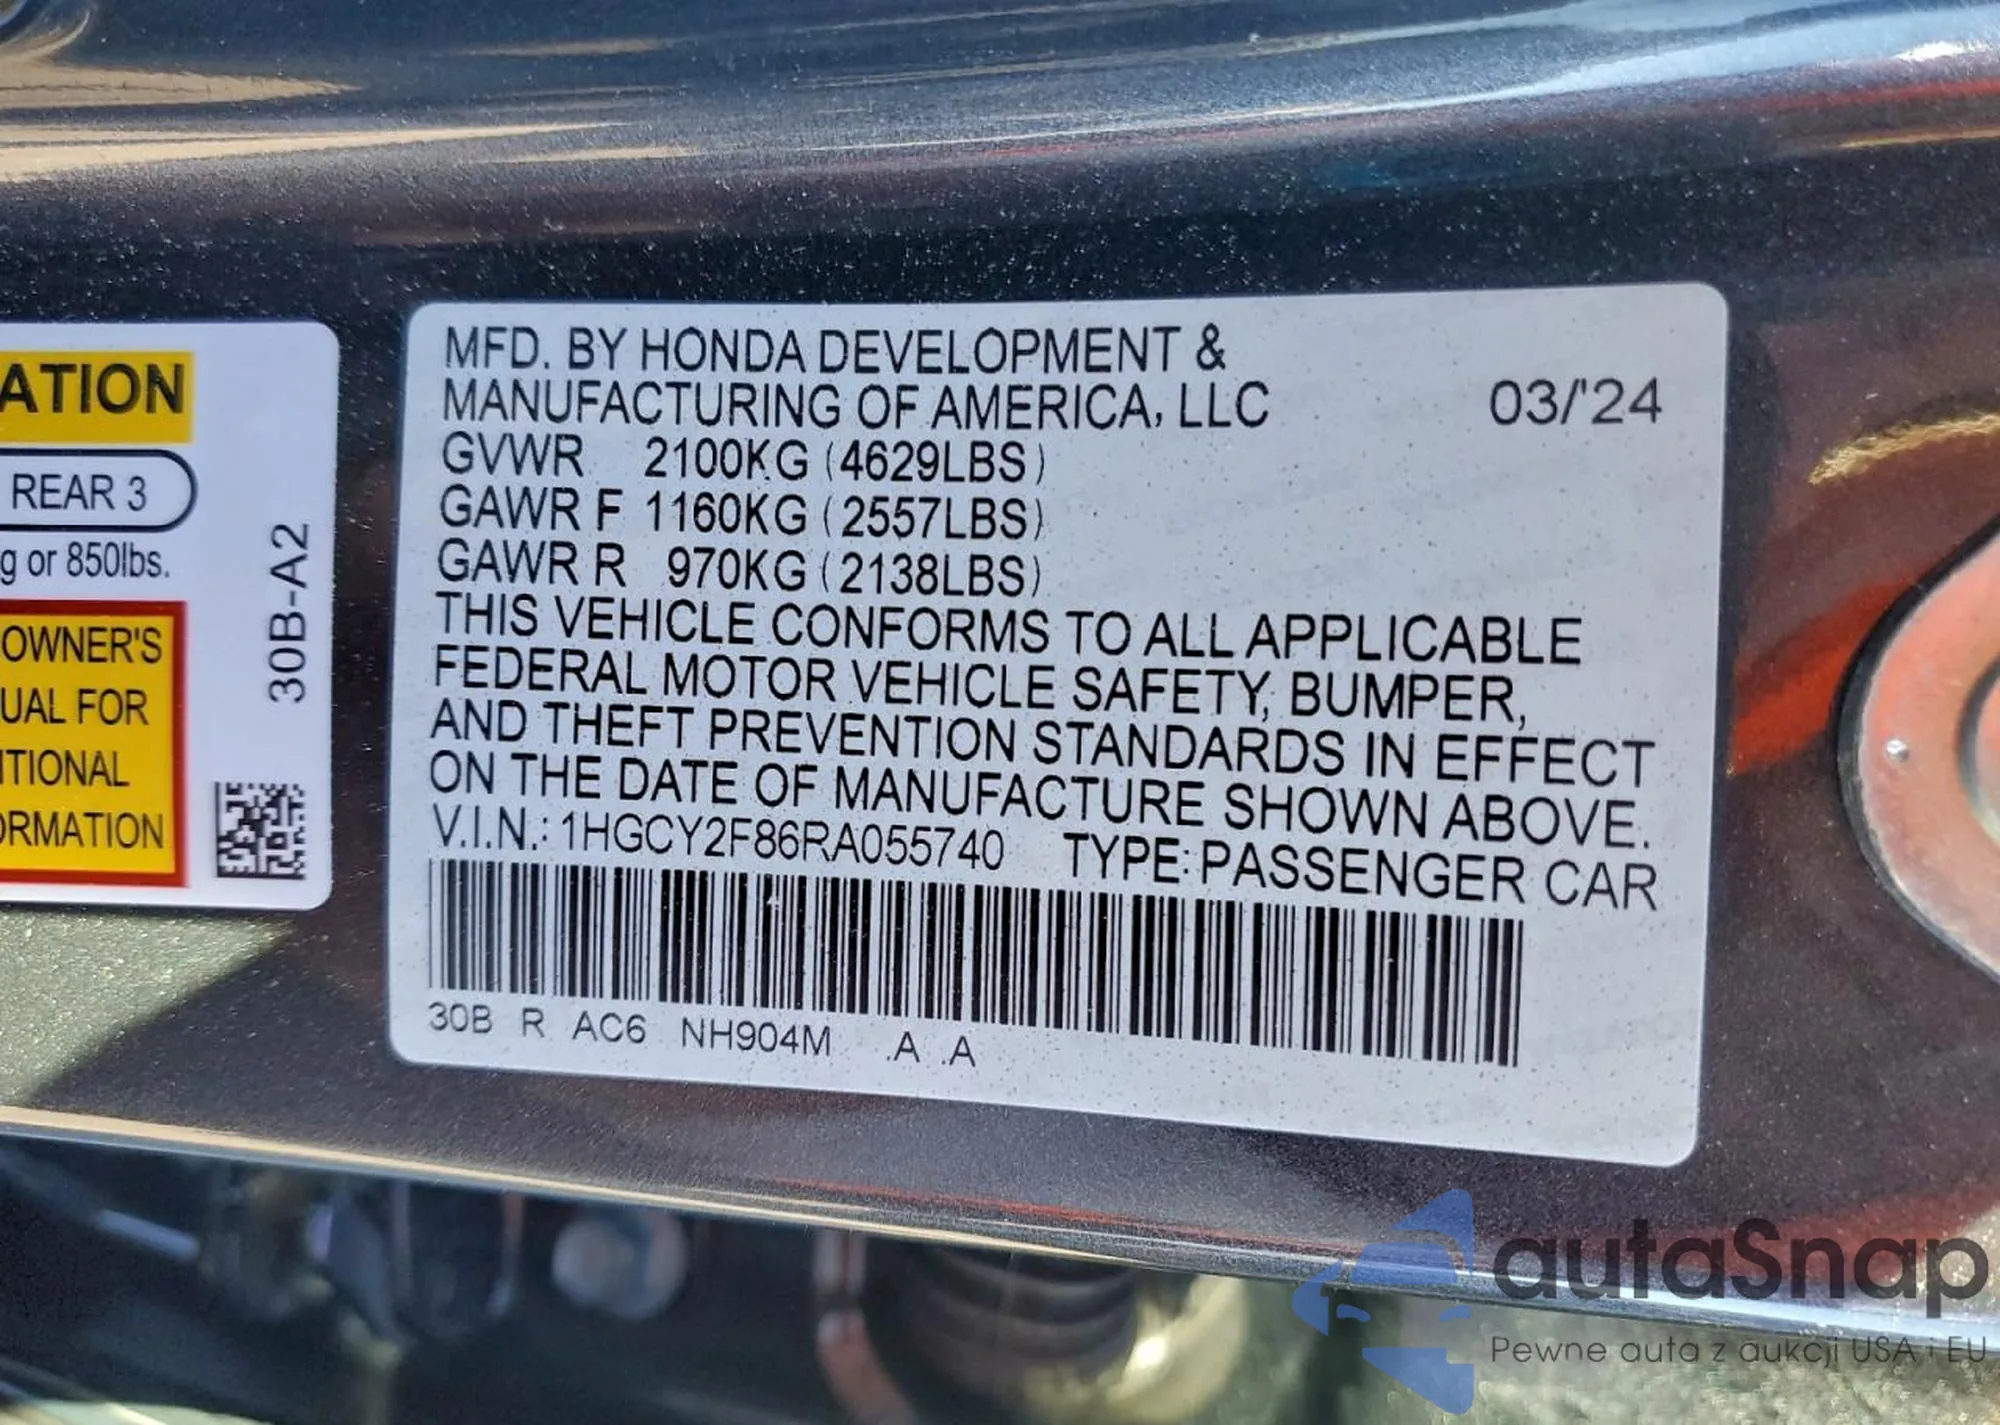 ATION
REAR 3
g or 850lbs.
OWNER'S
UAL FOR
ITIONAL
ORMATION
30B-A2
MFD. BY HONDA DEVELOPMENT &
MANUFACTURING OF AMERICA, LLC 03/'24
GVWR 2100KG (4629LBS)
GAWR F 1160KG (2557LBS)
GAWR R 970KG (2138LBS)
THIS VEHICLE CONFORMS TO ALL APPLICABLE
FEDERAL MOTOR VEHICLE SAFETY, BUMPER,
AND THEFT PREVENTION STANDARDS IN EFFECT
ON THE DATE OF MANUFACTURE SHOWN ABOVE.
V.I.N.: 1HGCY2F86RA055740 TYPE: PASSENGER CAR
30B R AC6 NH904M .A .A
autaSnap
Pewne auta z aukcji USA i EU